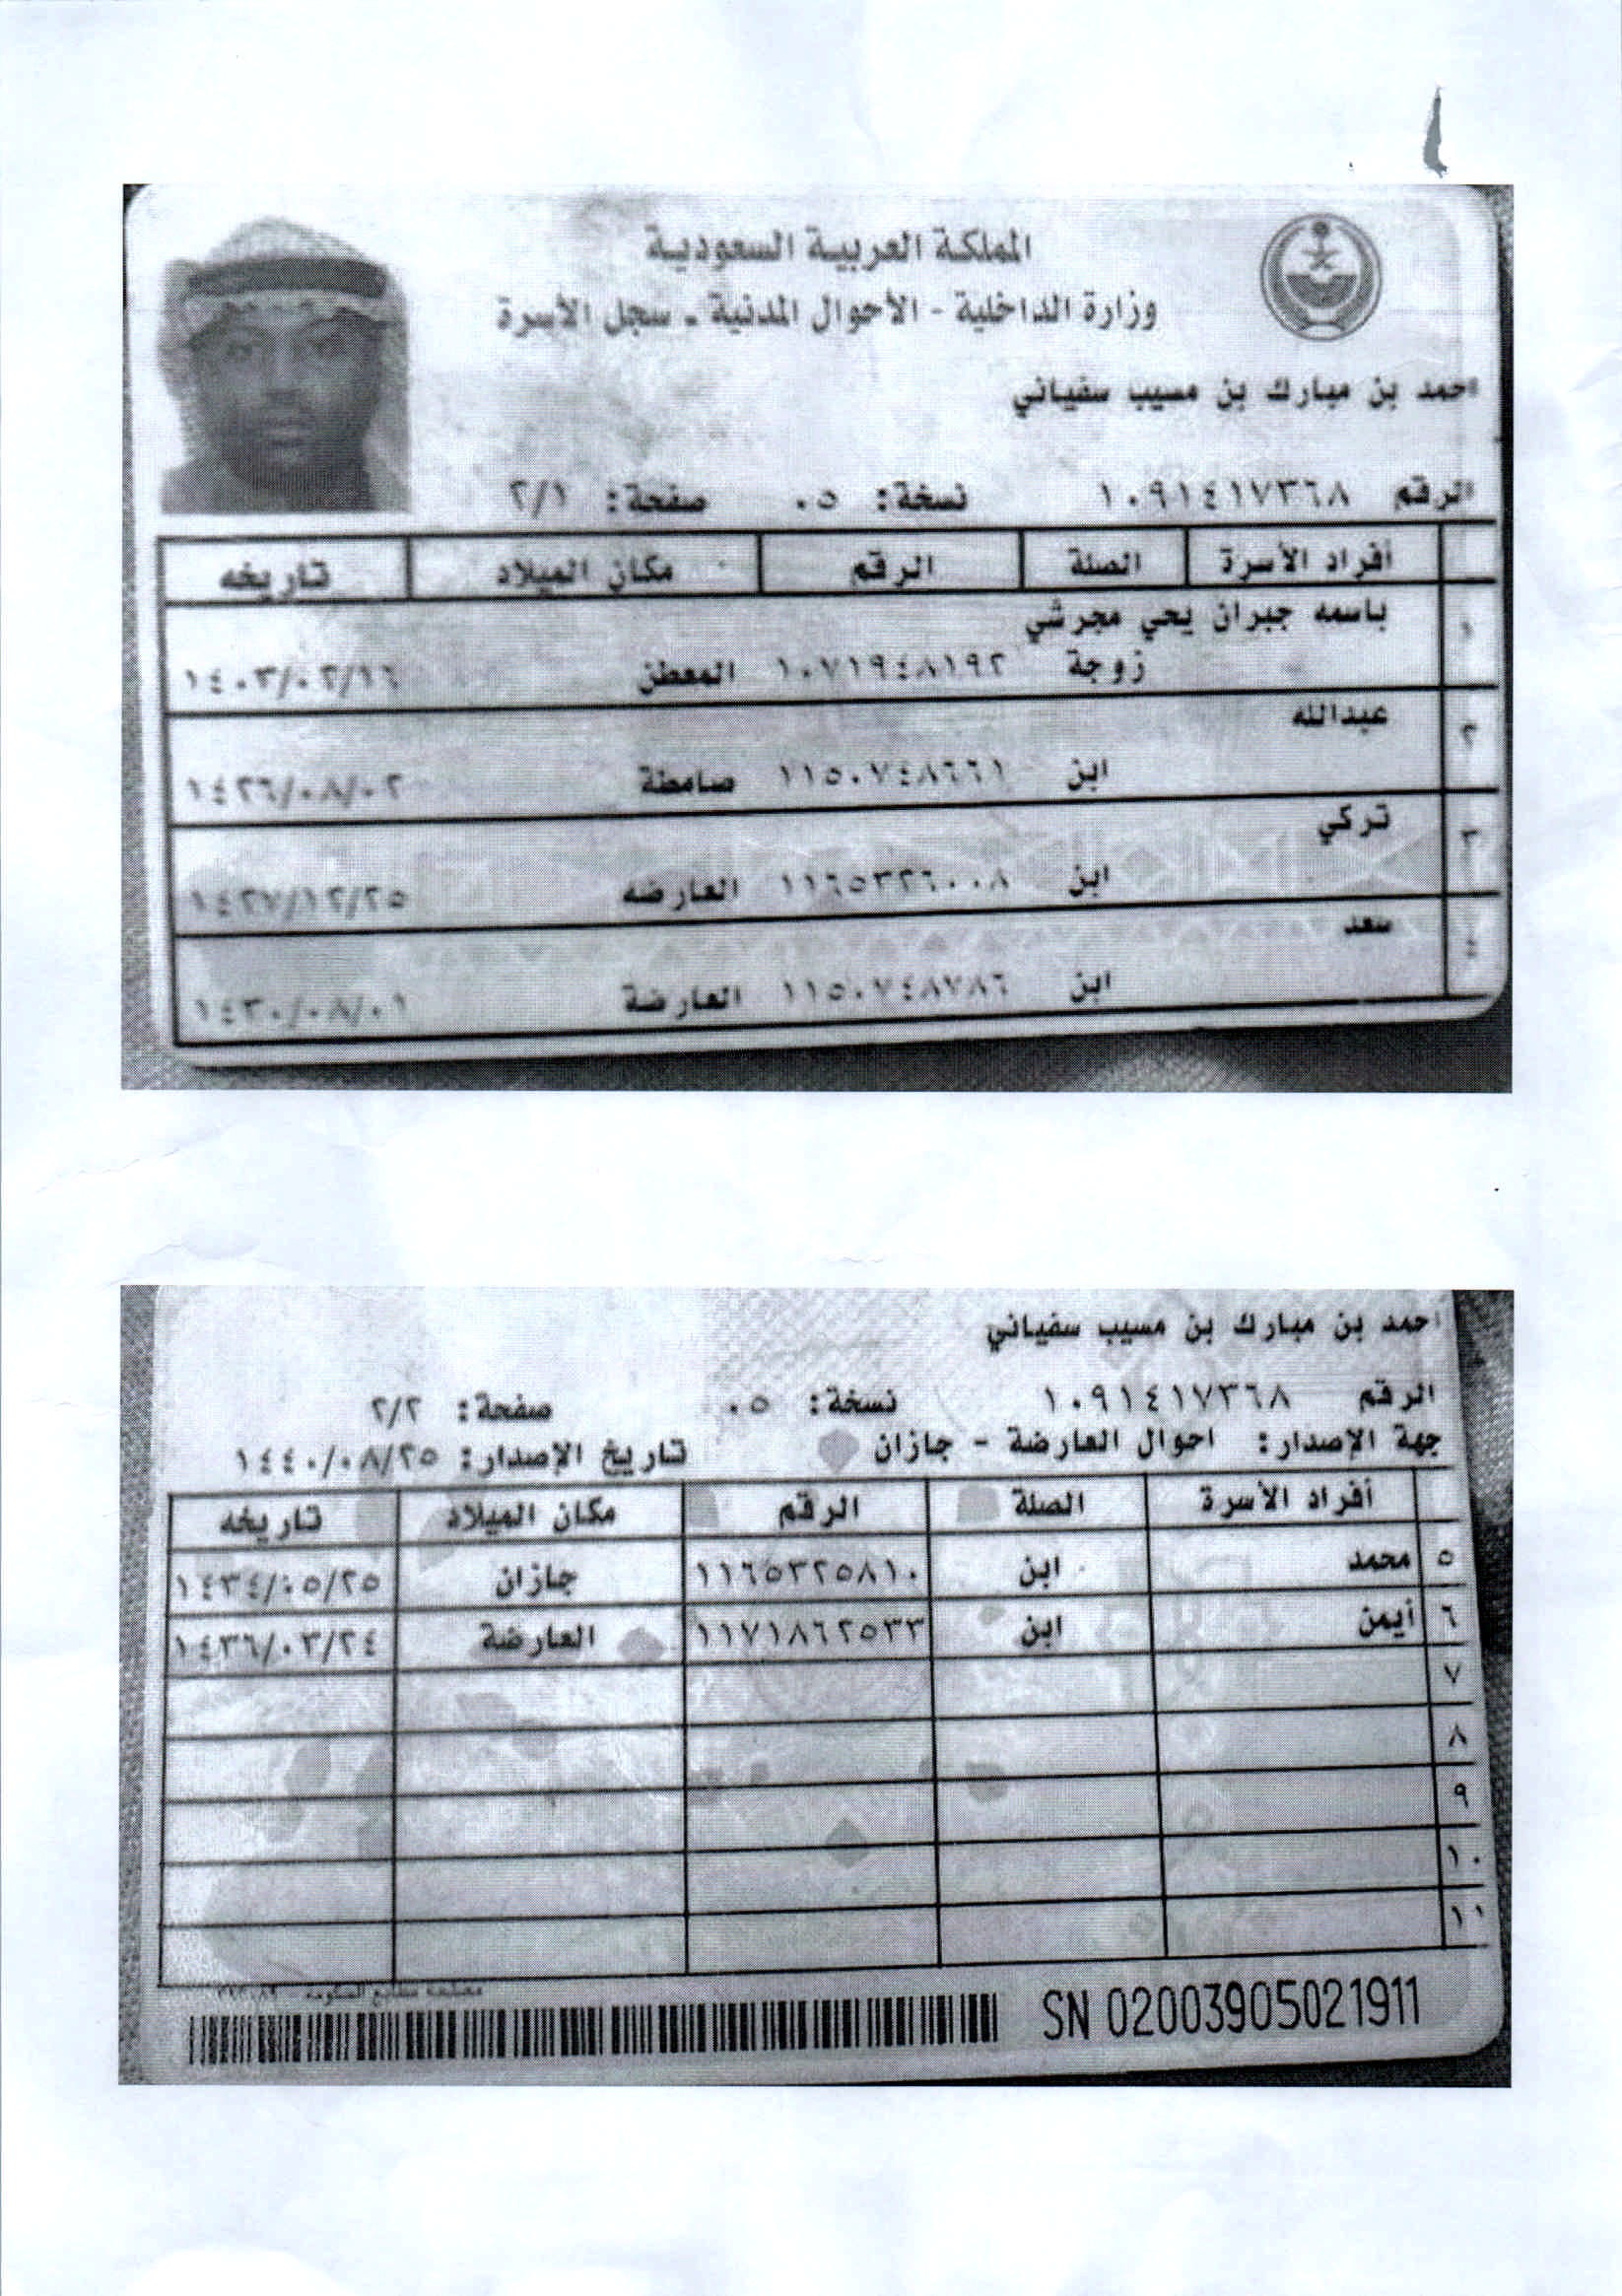 المملكة العربية السعودية
وزارة الداخلية - الأحوال المدنية - سجل الأسرة
احمد بن مبارك بن مسيب سفياني
الرقم ١٠٩١٤١٧٣٦٨ نسخة: ٠٥ صفحة: ٢/١
أفراد الأسرة الصلة الرقم مكان الميلاد تاريخه
١ باسمه جبران يحي مجرشي
زوجة ١٠٧١٩٤٨١٩٢ المعطن ١٤٠٣/٠٢/١٦
٢ عبدالله
ابن ١١٥٠٧٤٨٦٦١ صامطة ١٤٢٦/٠٨/٠٢
٣ تركي
ابن ١١٦٥٣٢٦٠٠٨ العارضه ١٤٢٧/١٢/٢٥
٤ سعد
ابن ١١٥٠٧٤٨٧٨٦ العارضة ١٤٣٠/٠٨/٠١
احمد بن مبارك بن مسيب سفياني
الرقم ١٠٩١٤١٧٣٦٨ نسخة: ٠٥ صفحة: ٢/٢
جهة الإصدار: احوال العارضة - جازان تاريخ الإصدار: ١٤٤٠/٠٨/٢٥
أفراد الأسرة الصلة الرقم مكان الميلاد تاريخه
٥ محمد ابن ١١٦٥٣٢٥٨١٠ جازان ١٤٣٤/٠٥/٢٥
٦ أيمن ابن ١١٧١٨٦٢٥٣٣ العارضة ١٤٣٦/٠٣/٢٤
٧
٨
٩
١٠
١١
SN 02003905021911